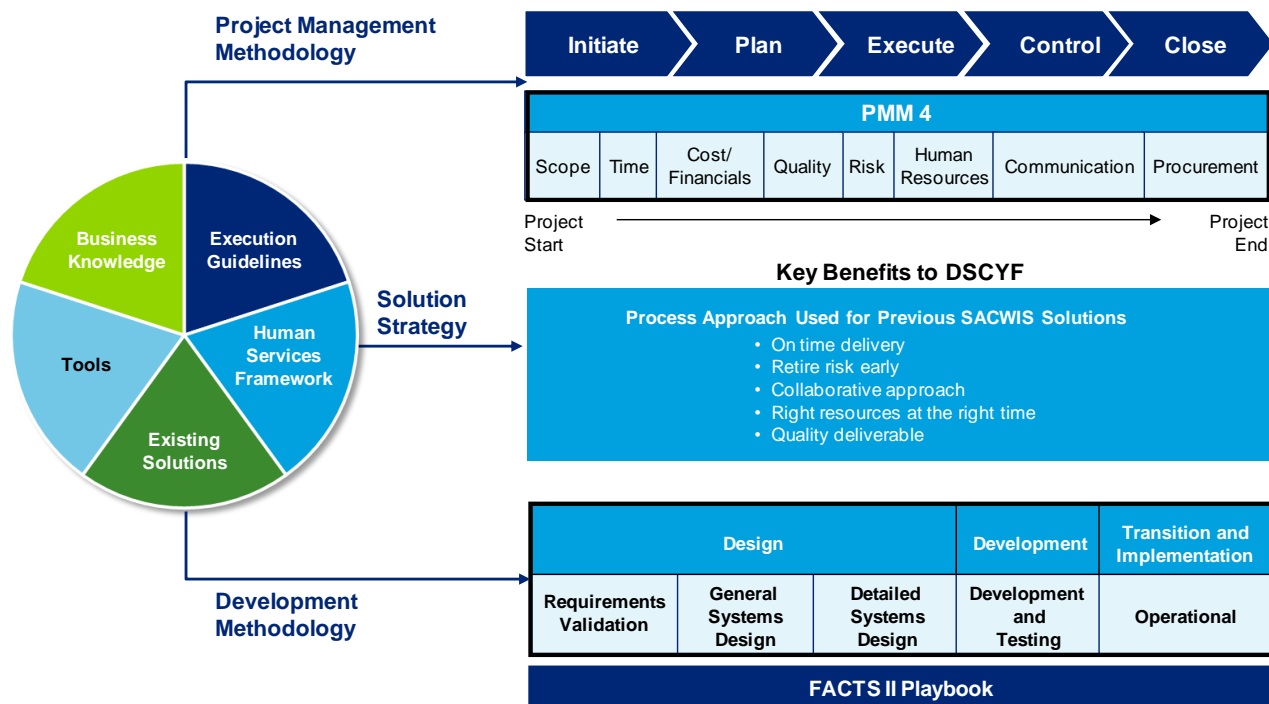 Project Management
Methodology
Initiate
Plan
Execute
Control
Close
PMM 4
Scope
Time
Cost/
Financials
Quality
Risk
Human
Resources
Communication
Procurement
Project
Start
Project
End
Business
Knowledge
Execution
Guidelines
Tools
Human
Services
Framework
Existing
Solutions
Solution
Strategy
Key Benefits to DSCYF
Process Approach Used for Previous SACWIS Solutions
• On time delivery
• Retire risk early
• Collaborative approach
• Right resources at the right time
• Quality deliverable
Development
Methodology
Design
Development
Transition and
Implementation
Requirements
Validation
General
Systems
Design
Detailed
Systems
Design
Development
and
Testing
Operational
FACTS II Playbook